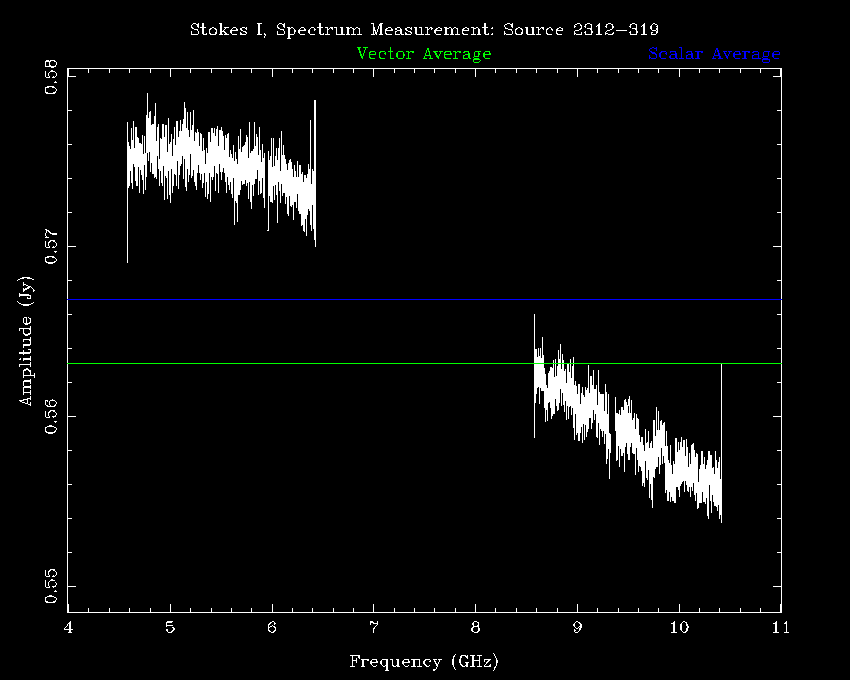 Stokes I, Spectrum Measurement: Source 2312-319
Vector Average Scalar Average
0.58
0.57
0.56
0.55
Amplitude (Jy)
4 5 6 7 8 9 10 11
Frequency (GHz)